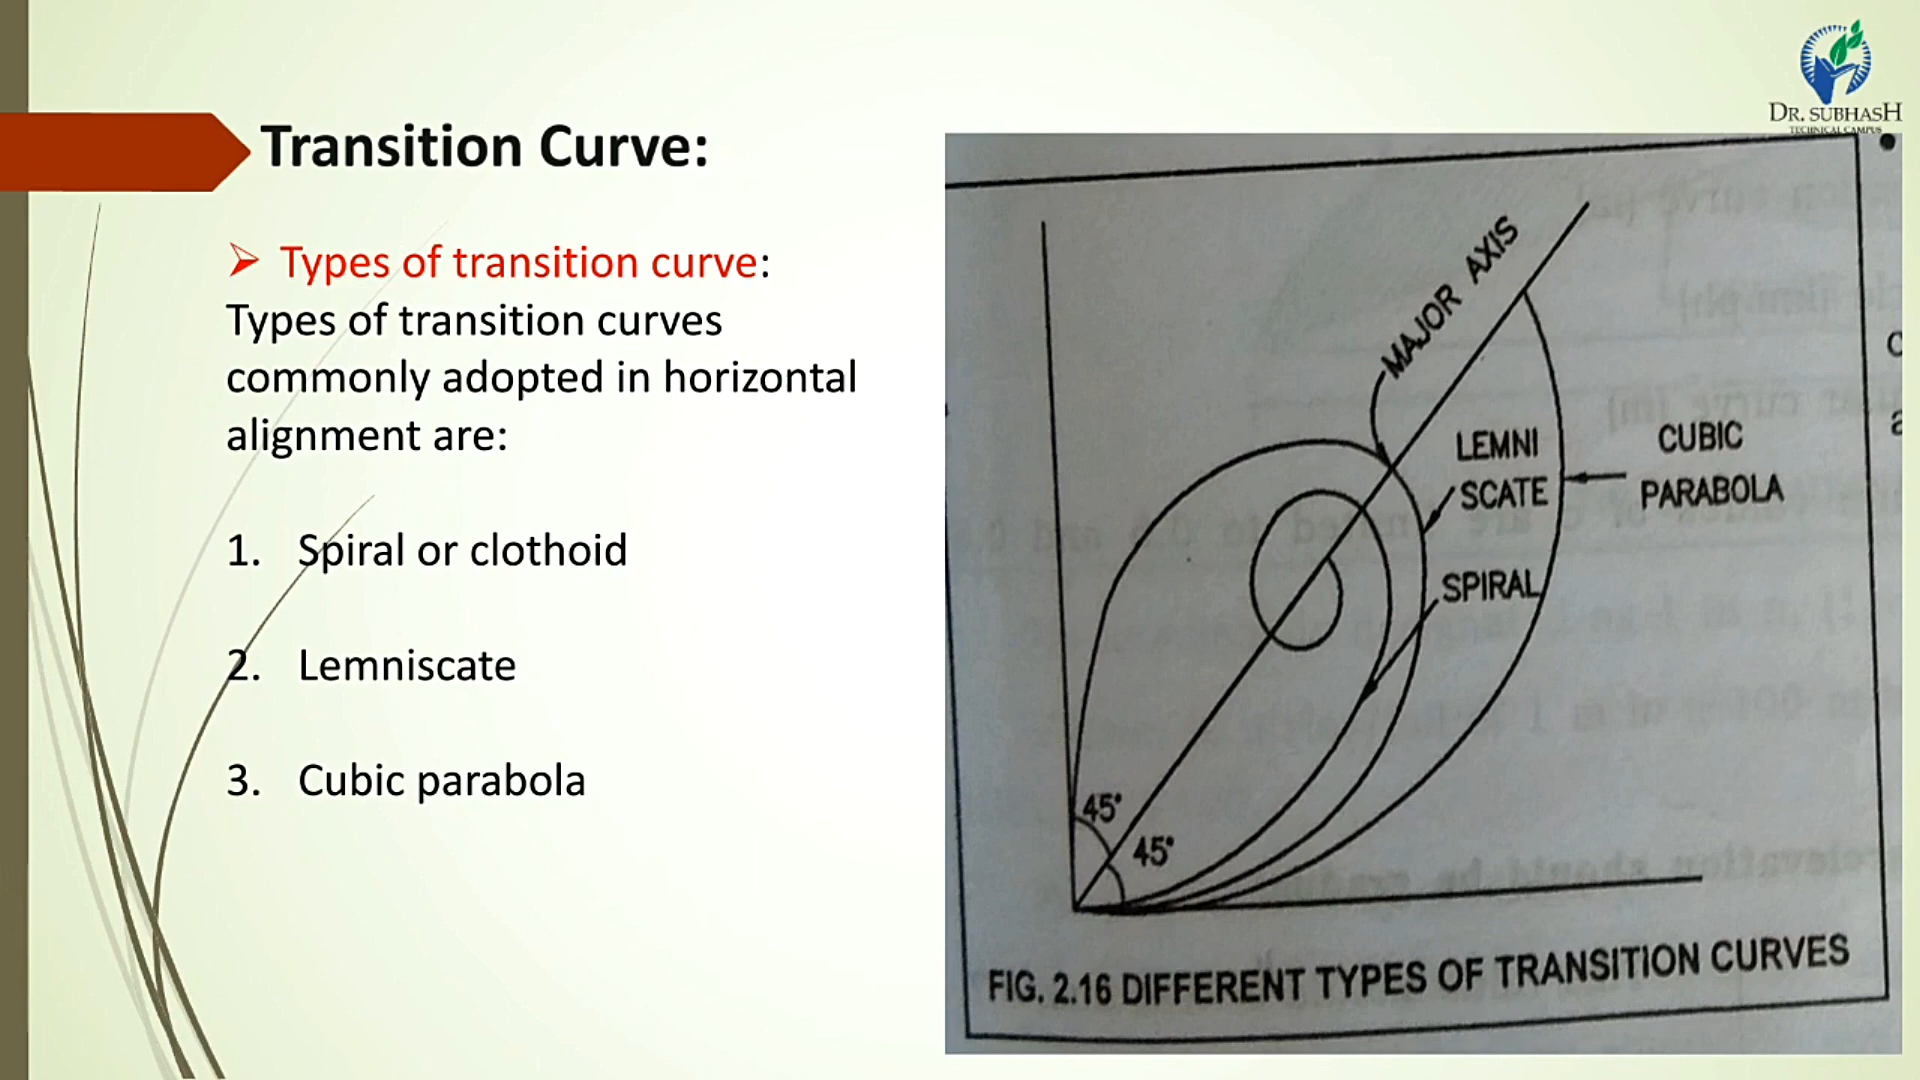 DR. SUBHASH
TECHNICAL CAMPUS
Transition Curve:
Types of transition curve:
Types of transition curves
commonly adopted in horizontal
alignment are:
1. Spiral or clothoid
2. Lemniscate
3. Cubic parabola
MAJOR AXIS
LEMNI
SCATE
CUBIC
PARABOLA
SPIRAL
45°
45°
FIG. 2.16 DIFFERENT TYPES OF TRANSITION CURVES